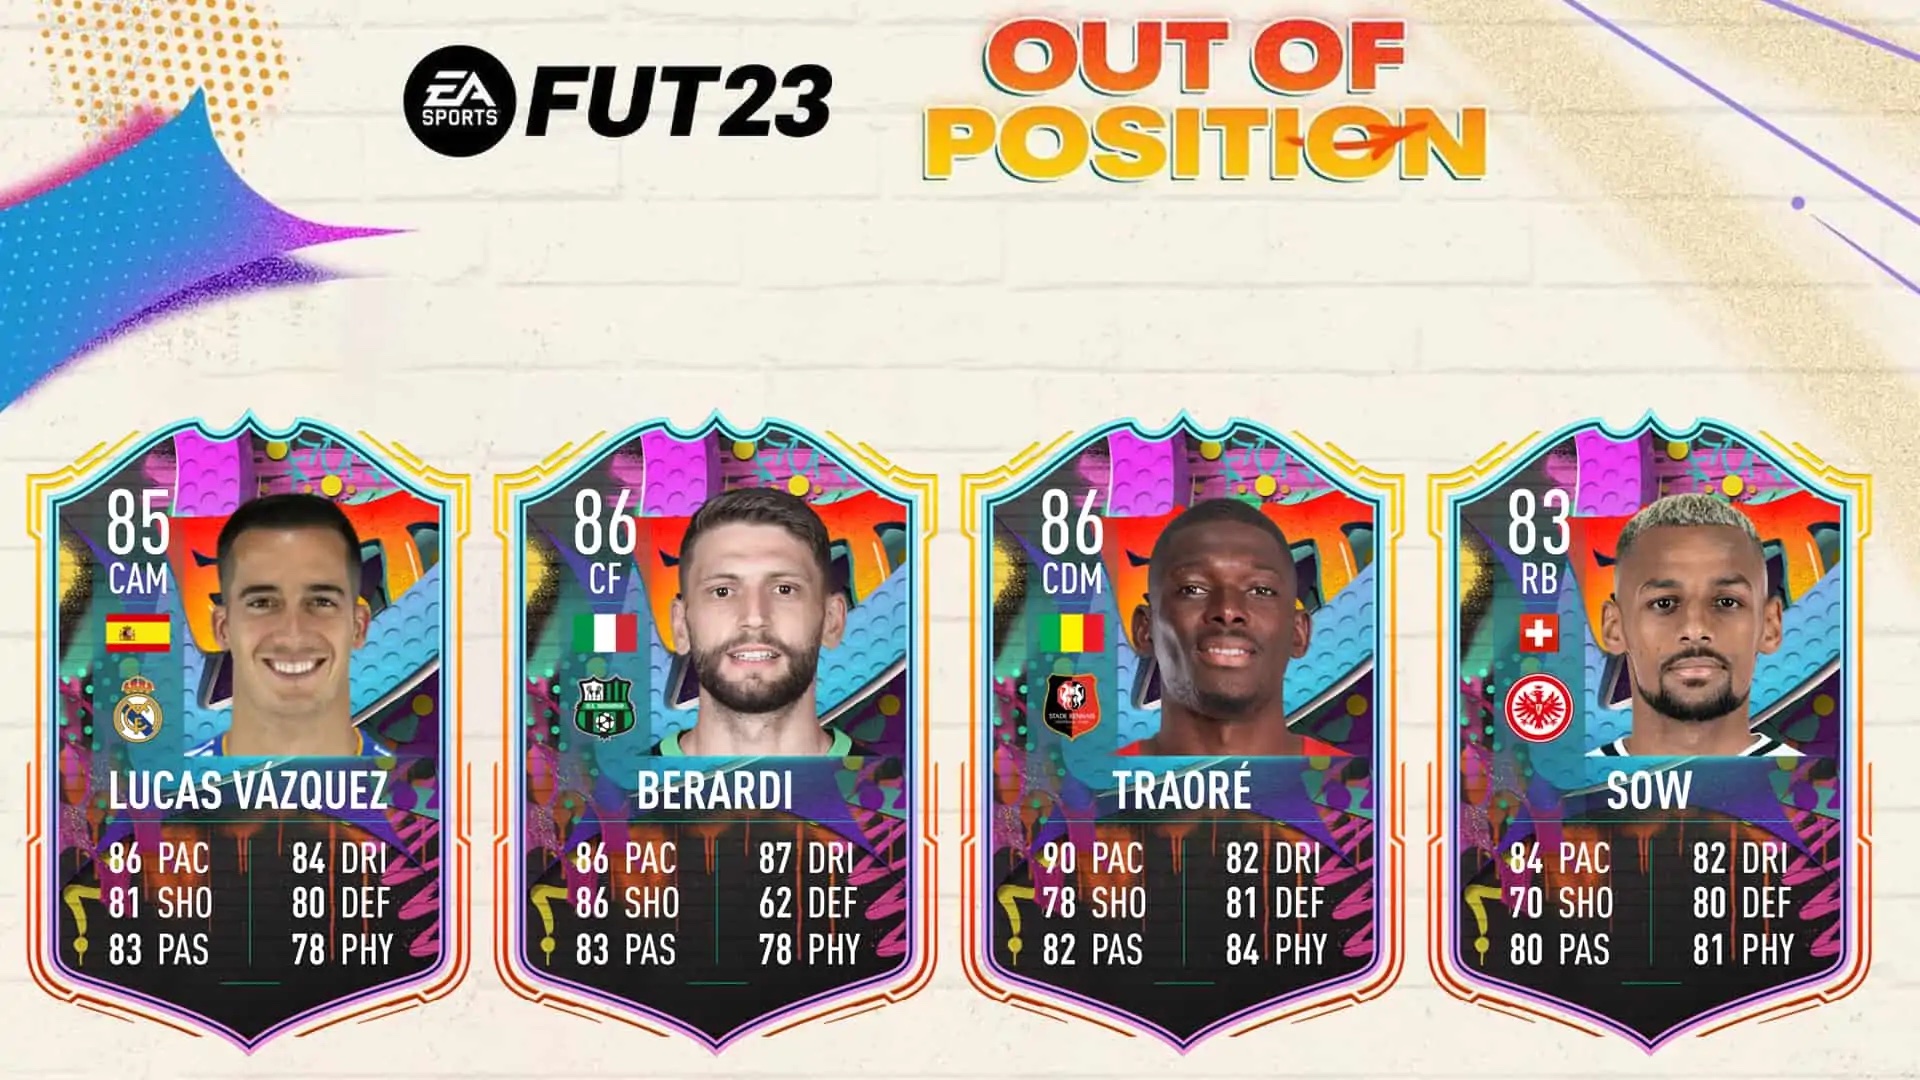 EA
SPORTS
FUT23
OUT OF
POSITION
85
CAM
LUCAS VÁZQUEZ
86 PAC 84 DRI
81 SHO 80 DEF
83 PAS 78 PHY
86
CF
BERARDI
86 PAC 87 DRI
86 SHO 62 DEF
83 PAS 78 PHY
86
CDM
STADE RENNAIS
TRAORÉ
90 PAC 82 DRI
78 SHO 81 DEF
82 PAS 84 PHY
83
RB
SOW
84 PAC 82 DRI
70 SHO 80 DEF
80 PAS 81 PHY